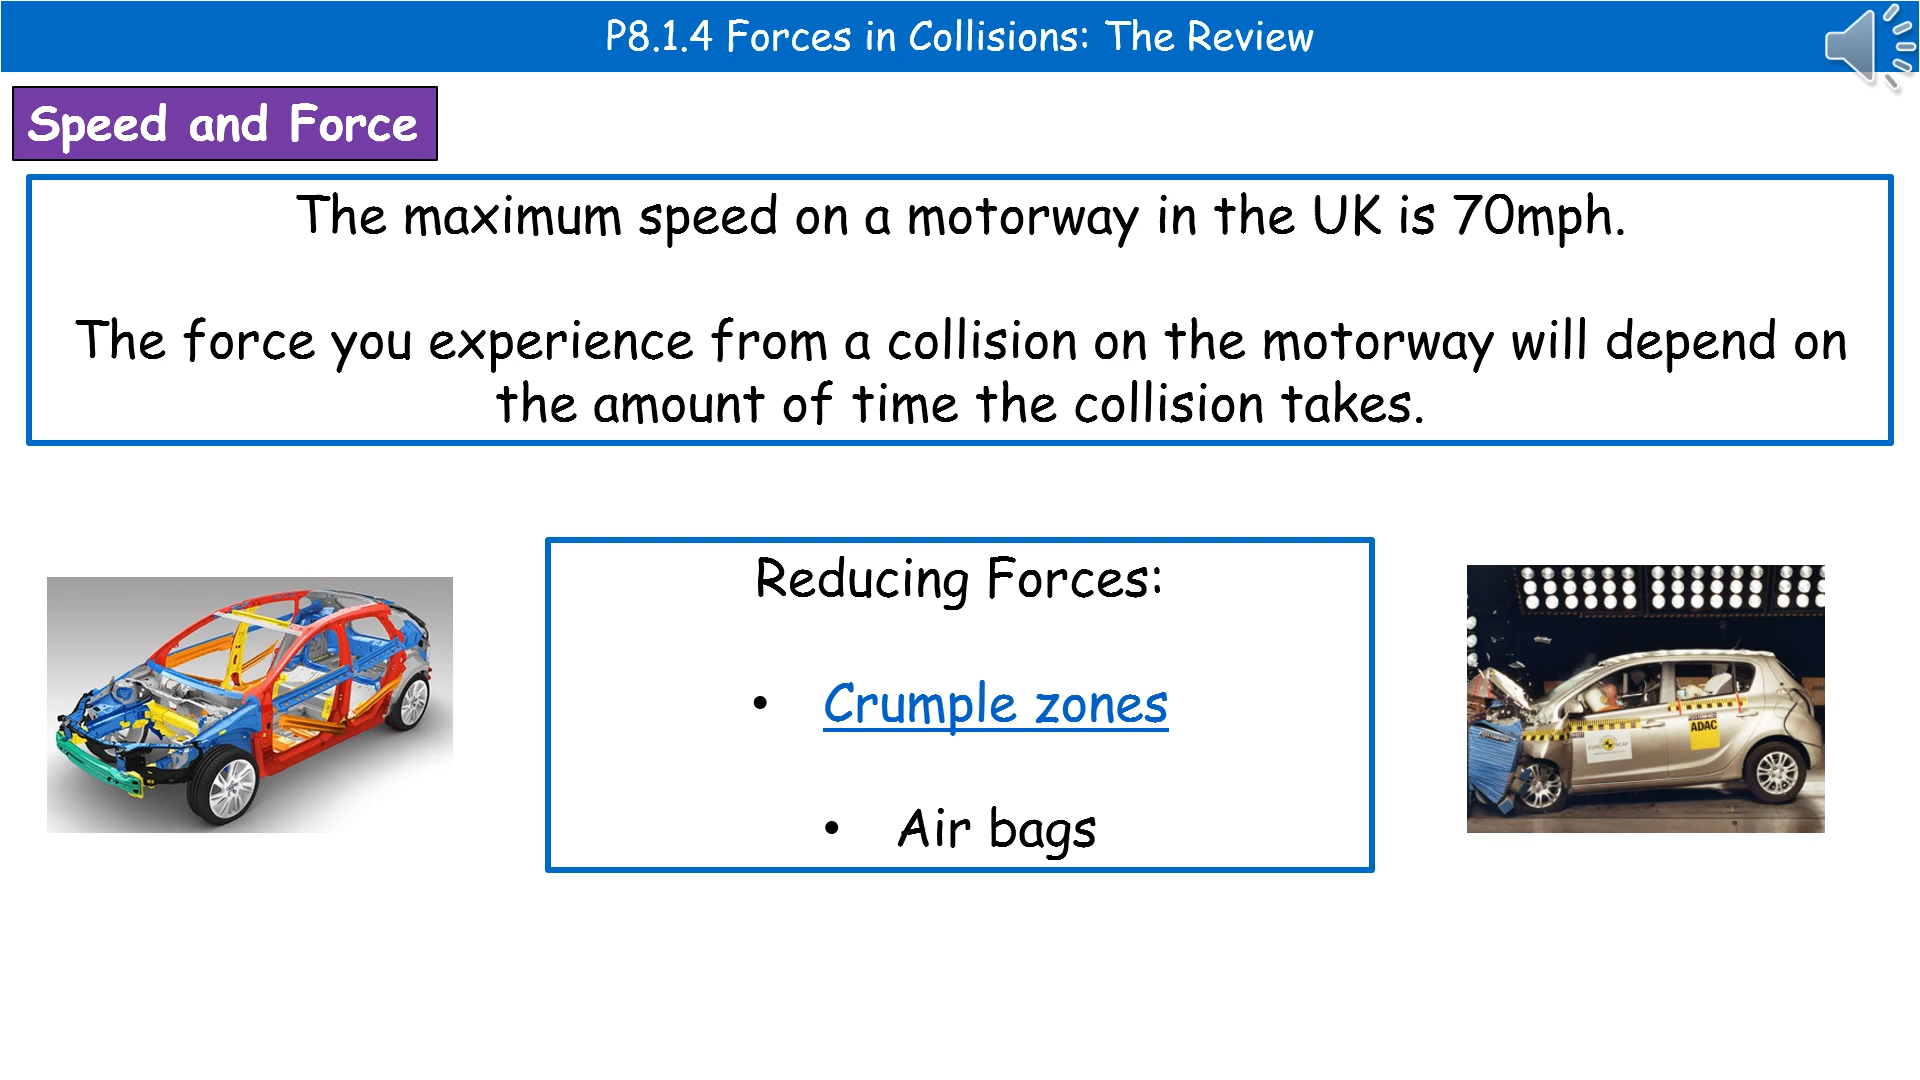 P8.1.4 Forces in Collisions: The Review
Speed and Force
The maximum speed on a motorway in the UK is 70mph.
The force you experience from a collision on the motorway will depend on
the amount of time the collision takes.
Reducing Forces:
• Crumple zones
• Air bags
ADAC
EURO NCAP